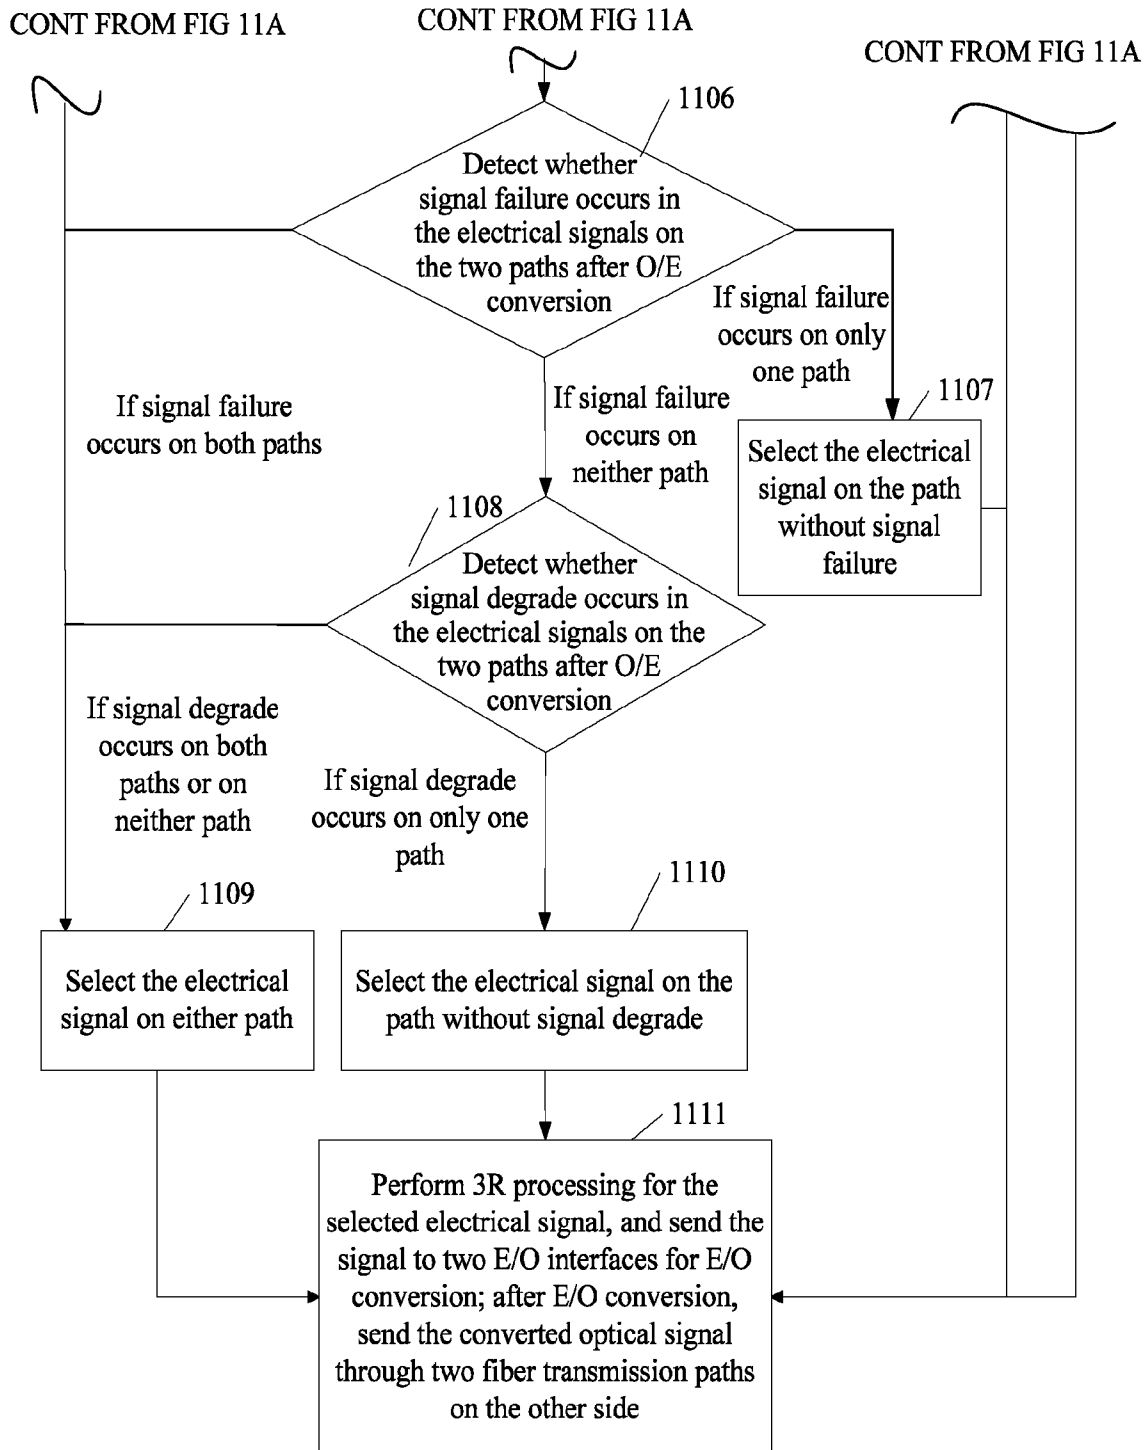 CONT FROM FIG 11A
CONT FROM FIG 11A
CONT FROM FIG 11A
1106
Detect whether
signal failure occurs in
the electrical signals on
the two paths after O/E
conversion
If signal failure
occurs on only
one path
If signal failure
occurs on both paths
If signal failure
occurs on
neither path
1107
Select the electrical
signal on the path
without signal
failure
1108
Detect whether
signal degrade occurs in
the electrical signals on the
two paths after O/E
conversion
If signal degrade
occurs on both
paths or on
neither path
If signal degrade
occurs on only one
path
1109
Select the electrical
signal on either path
1110
Select the electrical signal on the
path without signal degrade
1111
Perform 3R processing for the
selected electrical signal, and send the
signal to two E/O interfaces for E/O
conversion; after E/O conversion,
send the converted optical signal
through two fiber transmission paths
on the other side